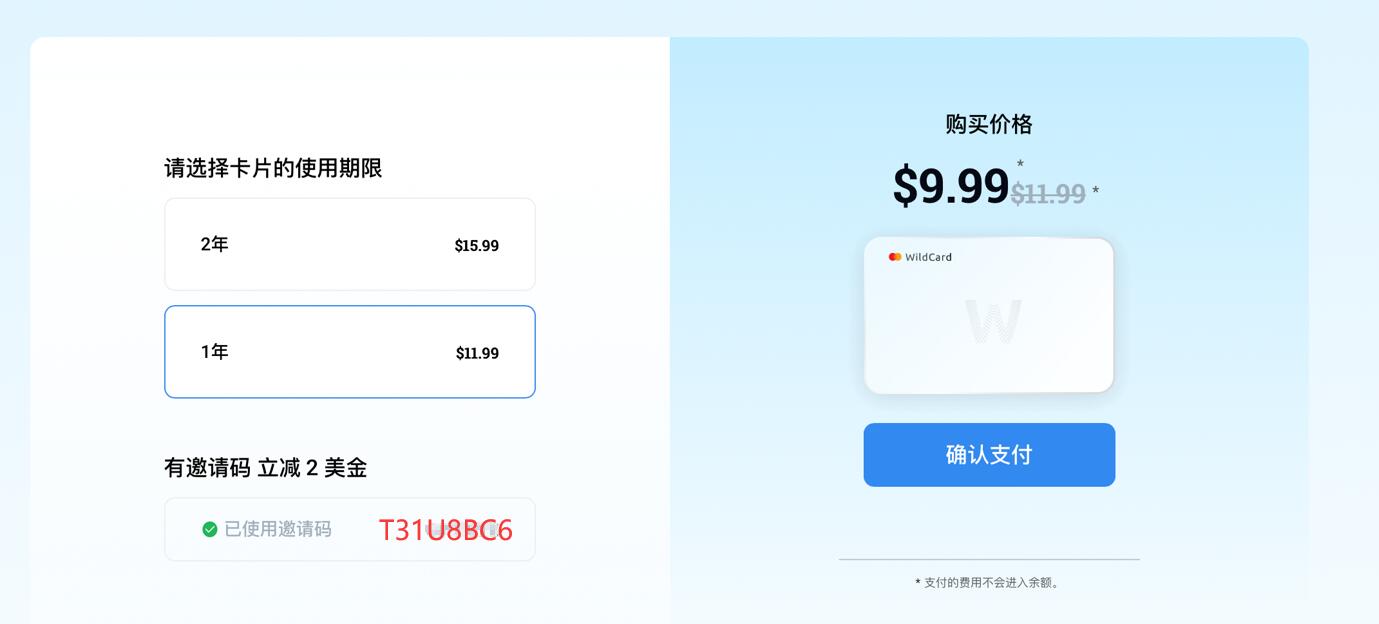 请选择卡片的使用期限
2年 $15.99
1年 $11.99
有邀请码 立减 2 美金
已使用邀请码 T31U8BC6
购买价格
$9.99* $11.99 *
WildCard
W
确认支付
* 支付的费用不会进入余额。